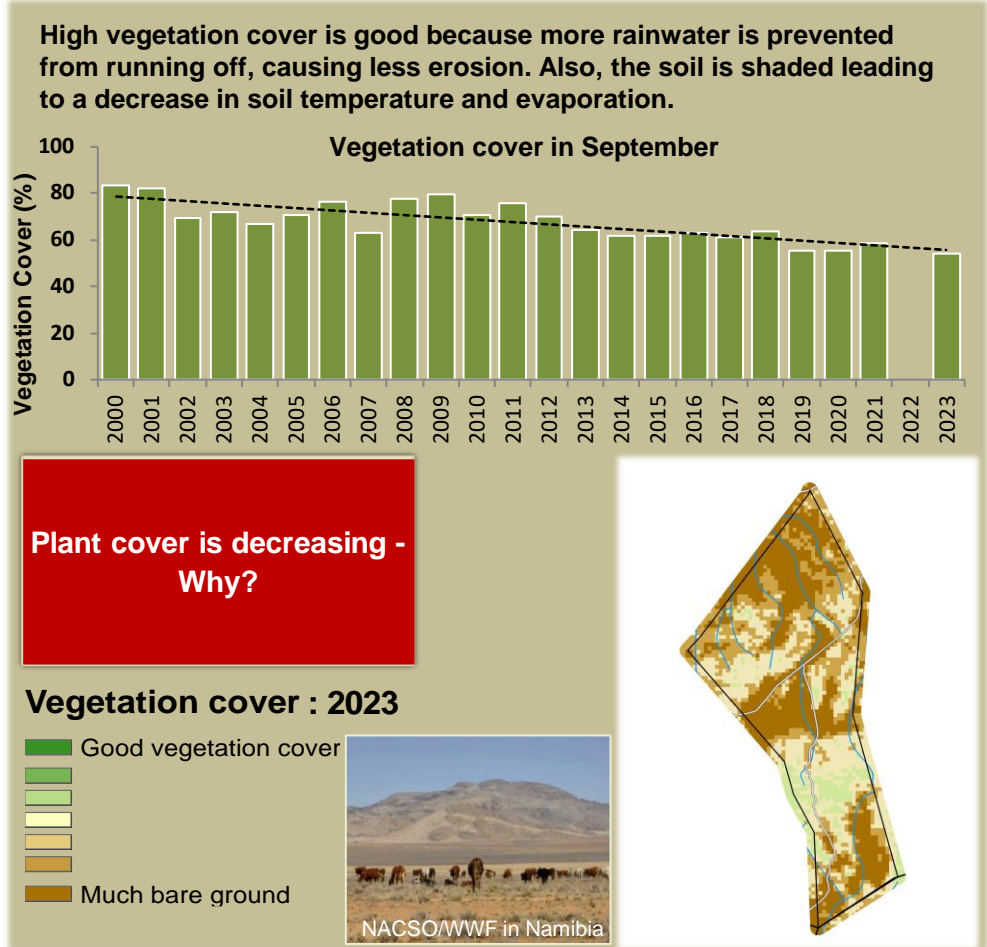 High vegetation cover is good because more rainwater is prevented
from running off, causing less erosion. Also, the soil is shaded leading
to a decrease in soil temperature and evaporation.
Vegetation cover in September
Vegetation Cover (%)
100
80
60
40
20
0
2000
2001
2002
2003
2004
2005
2006
2007
2008
2009
2010
2011
2012
2013
2014
2015
2016
2017
2018
2019
2020
2021
2022
2023
Plant cover is decreasing -
Why?
Vegetation cover : 2023
Good vegetation cover
Much bare ground
NACSO/WWF in Namibia